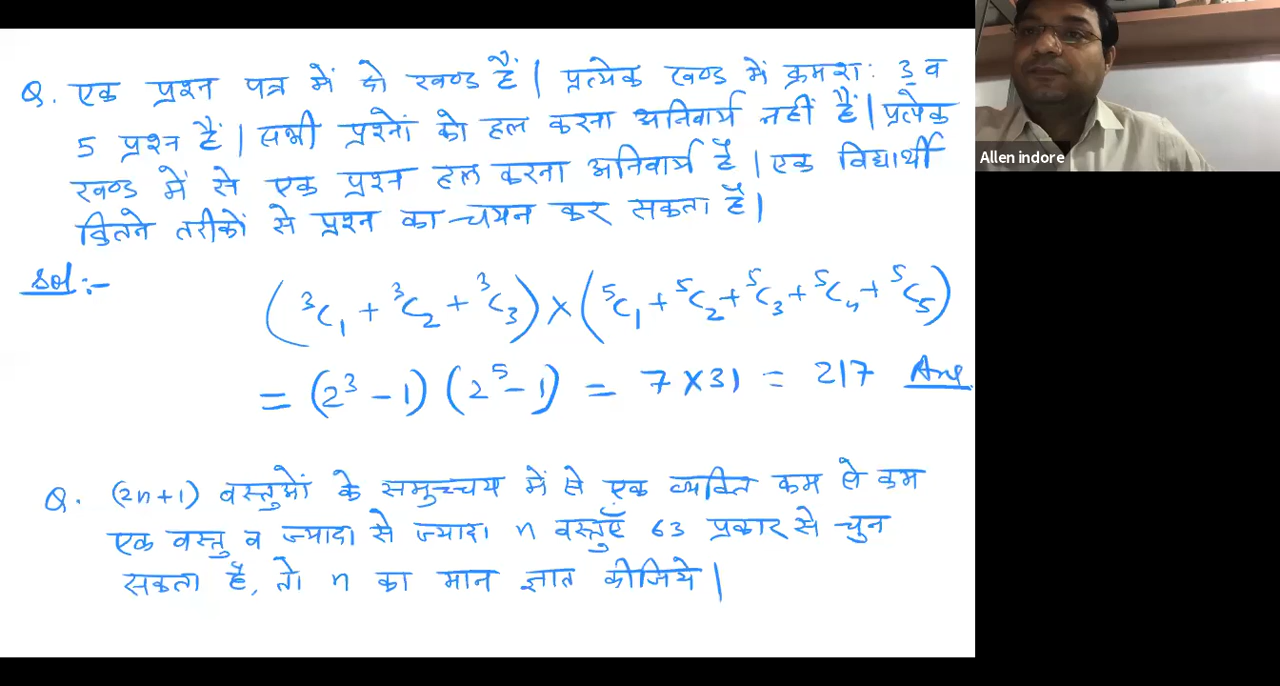 Q. एक प्रश्न पत्र में दो खण्ड हैं | प्रत्येक खण्ड में क्रमशः 3 व
5 प्रश्न हैं | सभी प्रश्नों को हल करना अनिवार्य नहीं हैं | प्रत्येक
खण्ड में से एक प्रश्न हल करना अनिवार्य है | एक विद्यार्थी
कितने तरीकों से प्रश्न का चयन कर सकता है |
Allen indore
Sol :-
(³C₁ + ³C₂ + ³C₃) × (⁵C₁ + ⁵C₂ + ⁵C₃ + ⁵C₄ + ⁵C₅)
= (2³ - 1) (2⁵ - 1) = 7 × 31 = 217 Ans.
Q. (2n+1) वस्तुओं के समुच्चय में से एक व्यक्ति कम से कम
एक वस्तु व ज्यादा से ज्यादा n वस्तुएँ 63 प्रकार से चुन
सकता है, तो n का मान ज्ञात कीजिये |